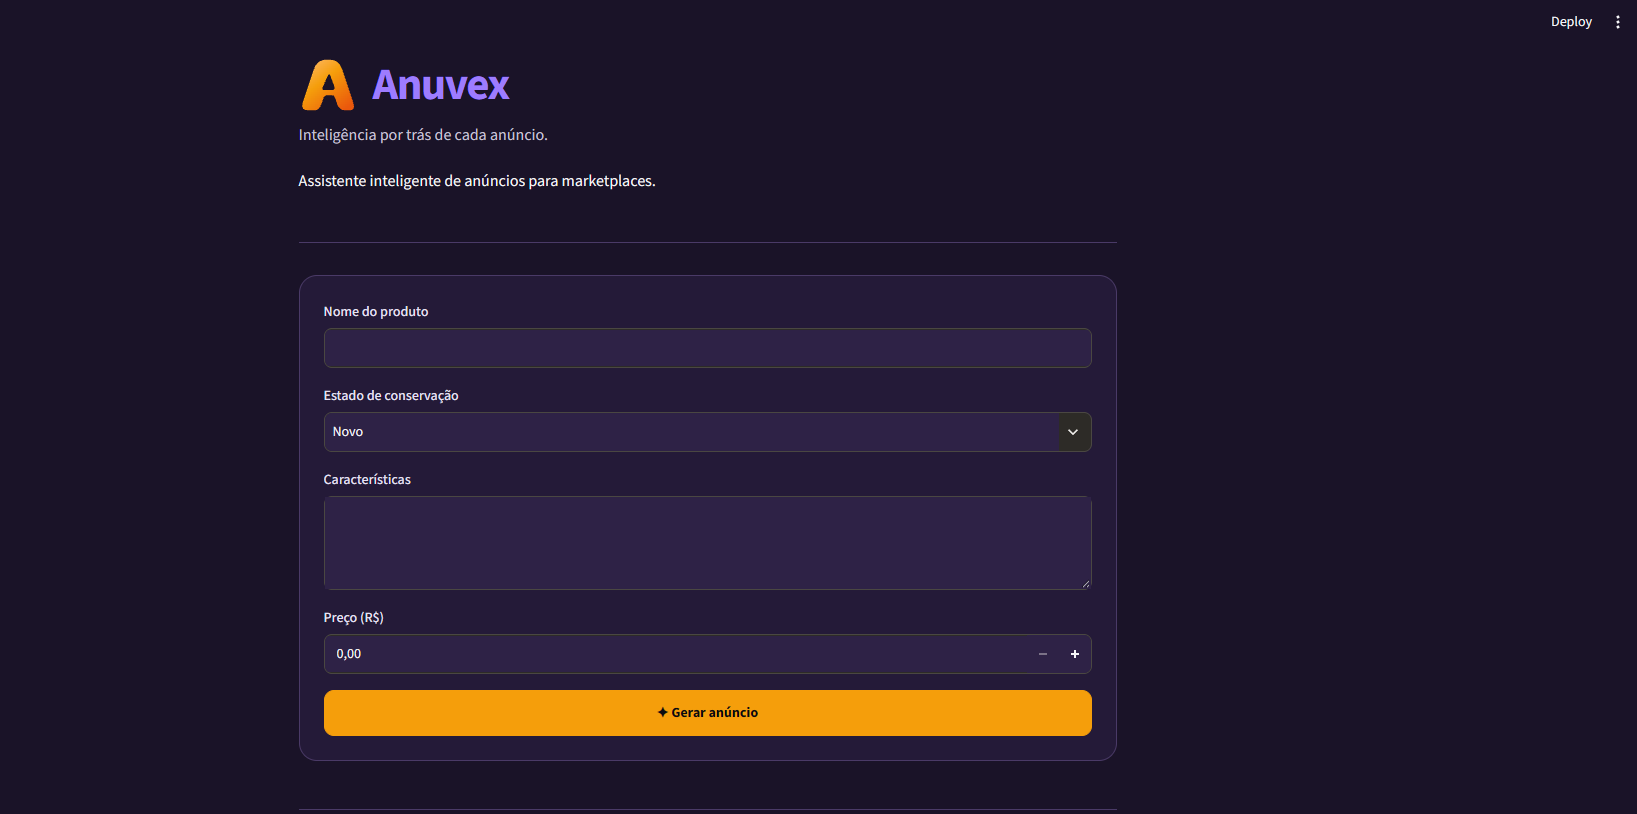 Deploy
A Anuvex
Inteligência por trás de cada anúncio.
Assistente inteligente de anúncios para marketplaces.
Nome do produto
Estado de conservação
Novo
Características
Preço (R$)
0,00
✦ Gerar anúncio